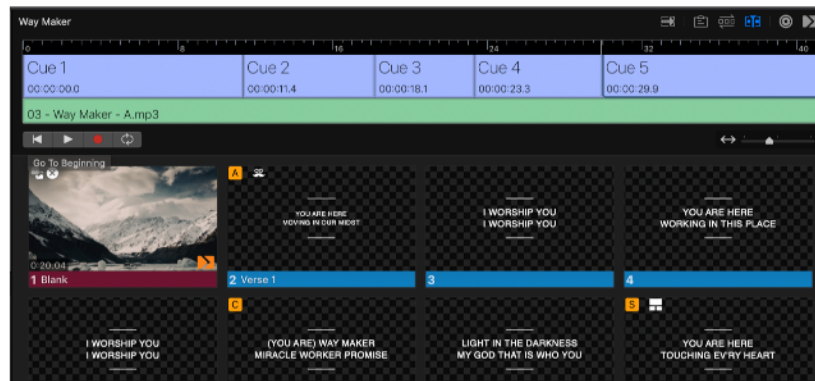 Way Maker
0 8 16 24 32 40
Cue 1 Cue 2 Cue 3 Cue 4 Cue 5
00:00:00.0 00:00:11.4 00:00:18.1 00:00:23.3 00:00:29.9
03 - Way Maker - A.mp3
Go To Beginning
0:20.04
1 Blank
A
YOU ARE HERE
MOVING IN OUR MIDST
2 Verse 1
I WORSHIP YOU
I WORSHIP YOU
3
YOU ARE HERE
WORKING IN THIS PLACE
4
I WORSHIP YOU
I WORSHIP YOU
C
(YOU ARE) WAY MAKER
MIRACLE WORKER PROMISE
LIGHT IN THE DARKNESS
MY GOD THAT IS WHO YOU
S
YOU ARE HERE
TOUCHING EV'RY HEART